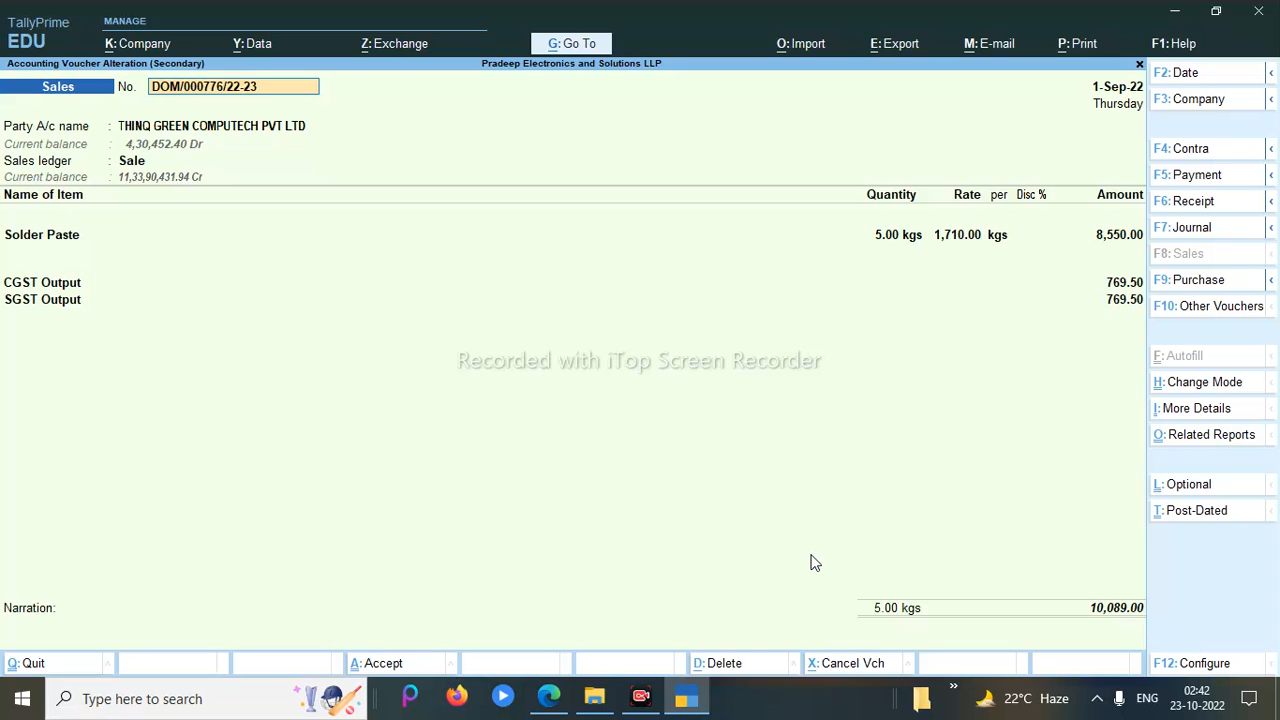 TallyPrime
EDU
MANAGE
K: Company
Y: Data
Z: Exchange
G: Go To
O: Import
E: Export
M: E-mail
P: Print
F1: Help
Accounting Voucher Alteration (Secondary)
Pradeep Electronics and Solutions LLP
Sales No. DOM/000776/22-23
1-Sep-22
Thursday
Party A/c name : THINQ GREEN COMPUTECH PVT LTD
Current balance : 4,30,452.40 Dr
Sales ledger : Sale
Current balance : 11,33,90,431.94 Cr
Name of Item Quantity Rate per Disc % Amount
Solder Paste 5.00 kgs 1,710.00 kgs 8,550.00
CGST Output 769.50
SGST Output 769.50
Recorded with iTop Screen Recorder
Narration: 5.00 kgs 10,089.00
F2: Date
F3: Company
F4: Contra
F5: Payment
F6: Receipt
F7: Journal
F8: Sales
F9: Purchase
F10: Other Vouchers
F: Autofill
H: Change Mode
I: More Details
O: Related Reports
L: Optional
T: Post-Dated
Q: Quit
A: Accept
D: Delete
X: Cancel Vch
F12: Configure
Type here to search
22°C Haze
ENG
02:42
23-10-2022